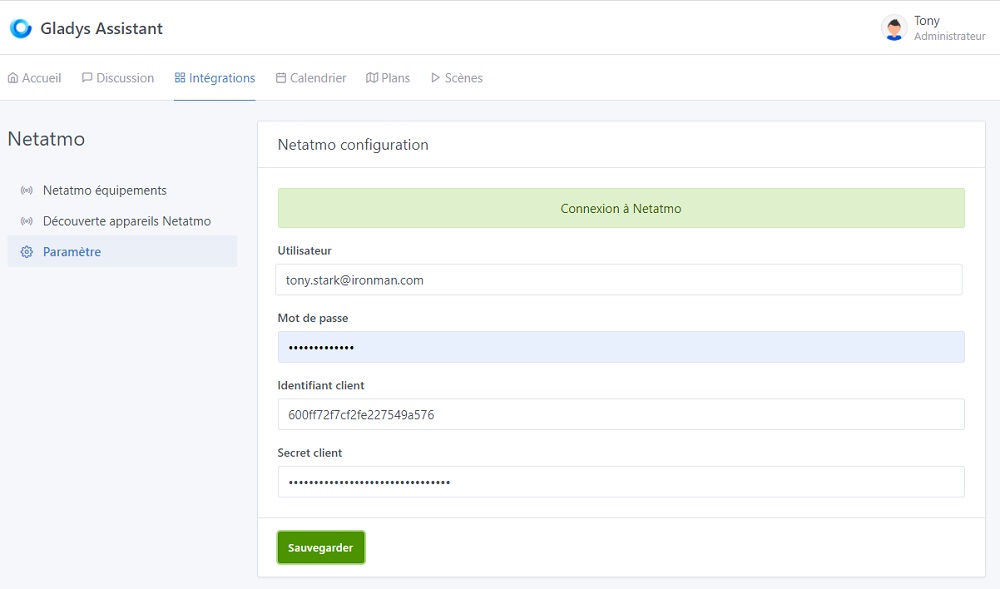 Gladys Assistant
Tony
Administrateur
Accueil
Discussion
Intégrations
Calendrier
Plans
Scènes
Netatmo
Netatmo équipements
Découverte appareils Netatmo
Paramètre
Netatmo configuration
Connexion à Netatmo
Utilisateur
tony.stark@ironman.com
Mot de passe
•••••••••••••
Identifiant client
600ff72f7cf2fe227549a576
Secret client
••••••••••••••••••••••••••••••••
Sauvegarder